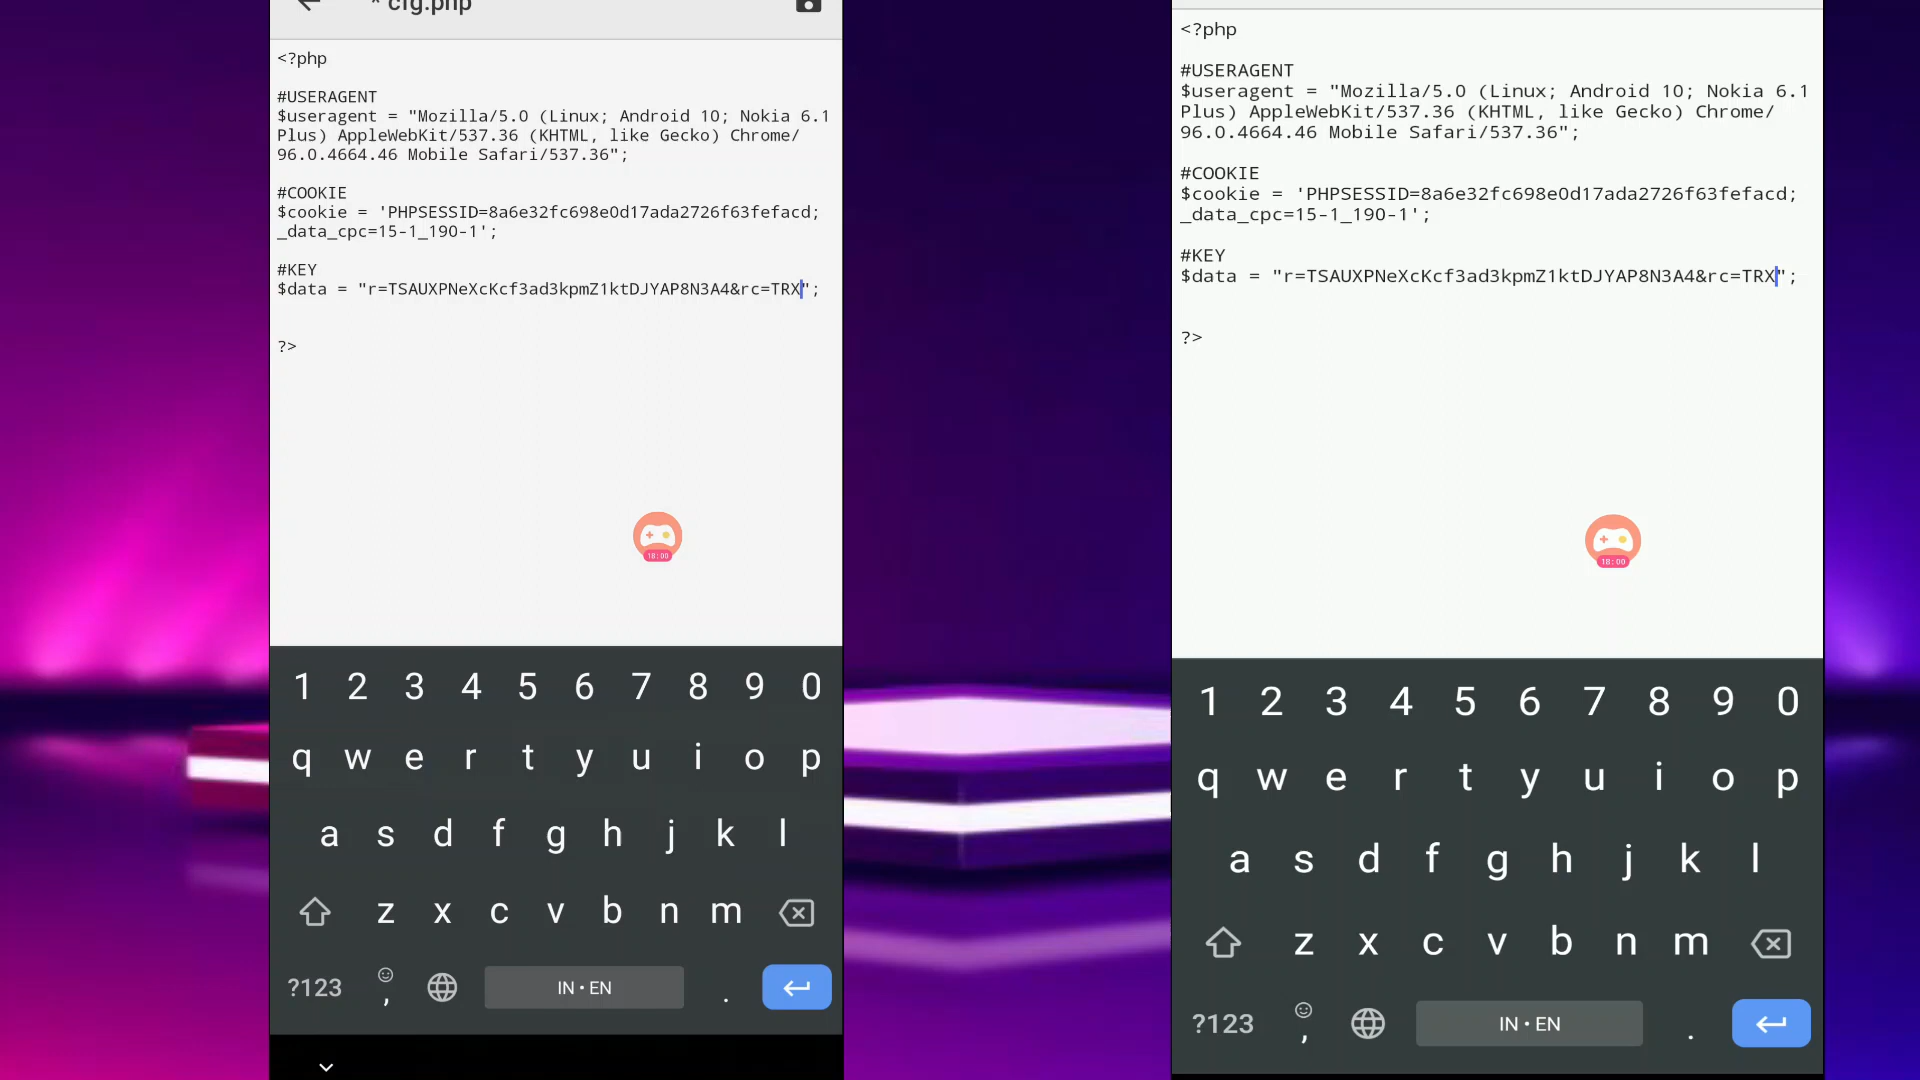 * cfg.php
<?php
#USERAGENT
$useragent = "Mozilla/5.0 (Linux; Android 10; Nokia 6.1
Plus) AppleWebKit/537.36 (KHTML, like Gecko) Chrome/
96.0.4664.46 Mobile Safari/537.36";
#COOKIE
$cookie = 'PHPSESSID=8a6e32fc698e0d17ada2726f63fefacd;
_data_cpc=15-1_190-1';
#KEY
$data = "r=TSAUXPNeXcKcf3ad3kpmZ1ktDJYAP8N3A4&rc=TRX";
?>
18:00
1 2 3 4 5 6 7 8 9 0
q w e r t y u i o p
a s d f g h j k l
z x c v b n m
?123 , IN • EN .
<?php
#USERAGENT
$useragent = "Mozilla/5.0 (Linux; Android 10; Nokia 6.1
Plus) AppleWebKit/537.36 (KHTML, like Gecko) Chrome/
96.0.4664.46 Mobile Safari/537.36";
#COOKIE
$cookie = 'PHPSESSID=8a6e32fc698e0d17ada2726f63fefacd;
_data_cpc=15-1_190-1';
#KEY
$data = "r=TSAUXPNeXcKcf3ad3kpmZ1ktDJYAP8N3A4&rc=TRX";
?>
18:00
1 2 3 4 5 6 7 8 9 0
q w e r t y u i o p
a s d f g h j k l
z x c v b n m
?123 , IN • EN .